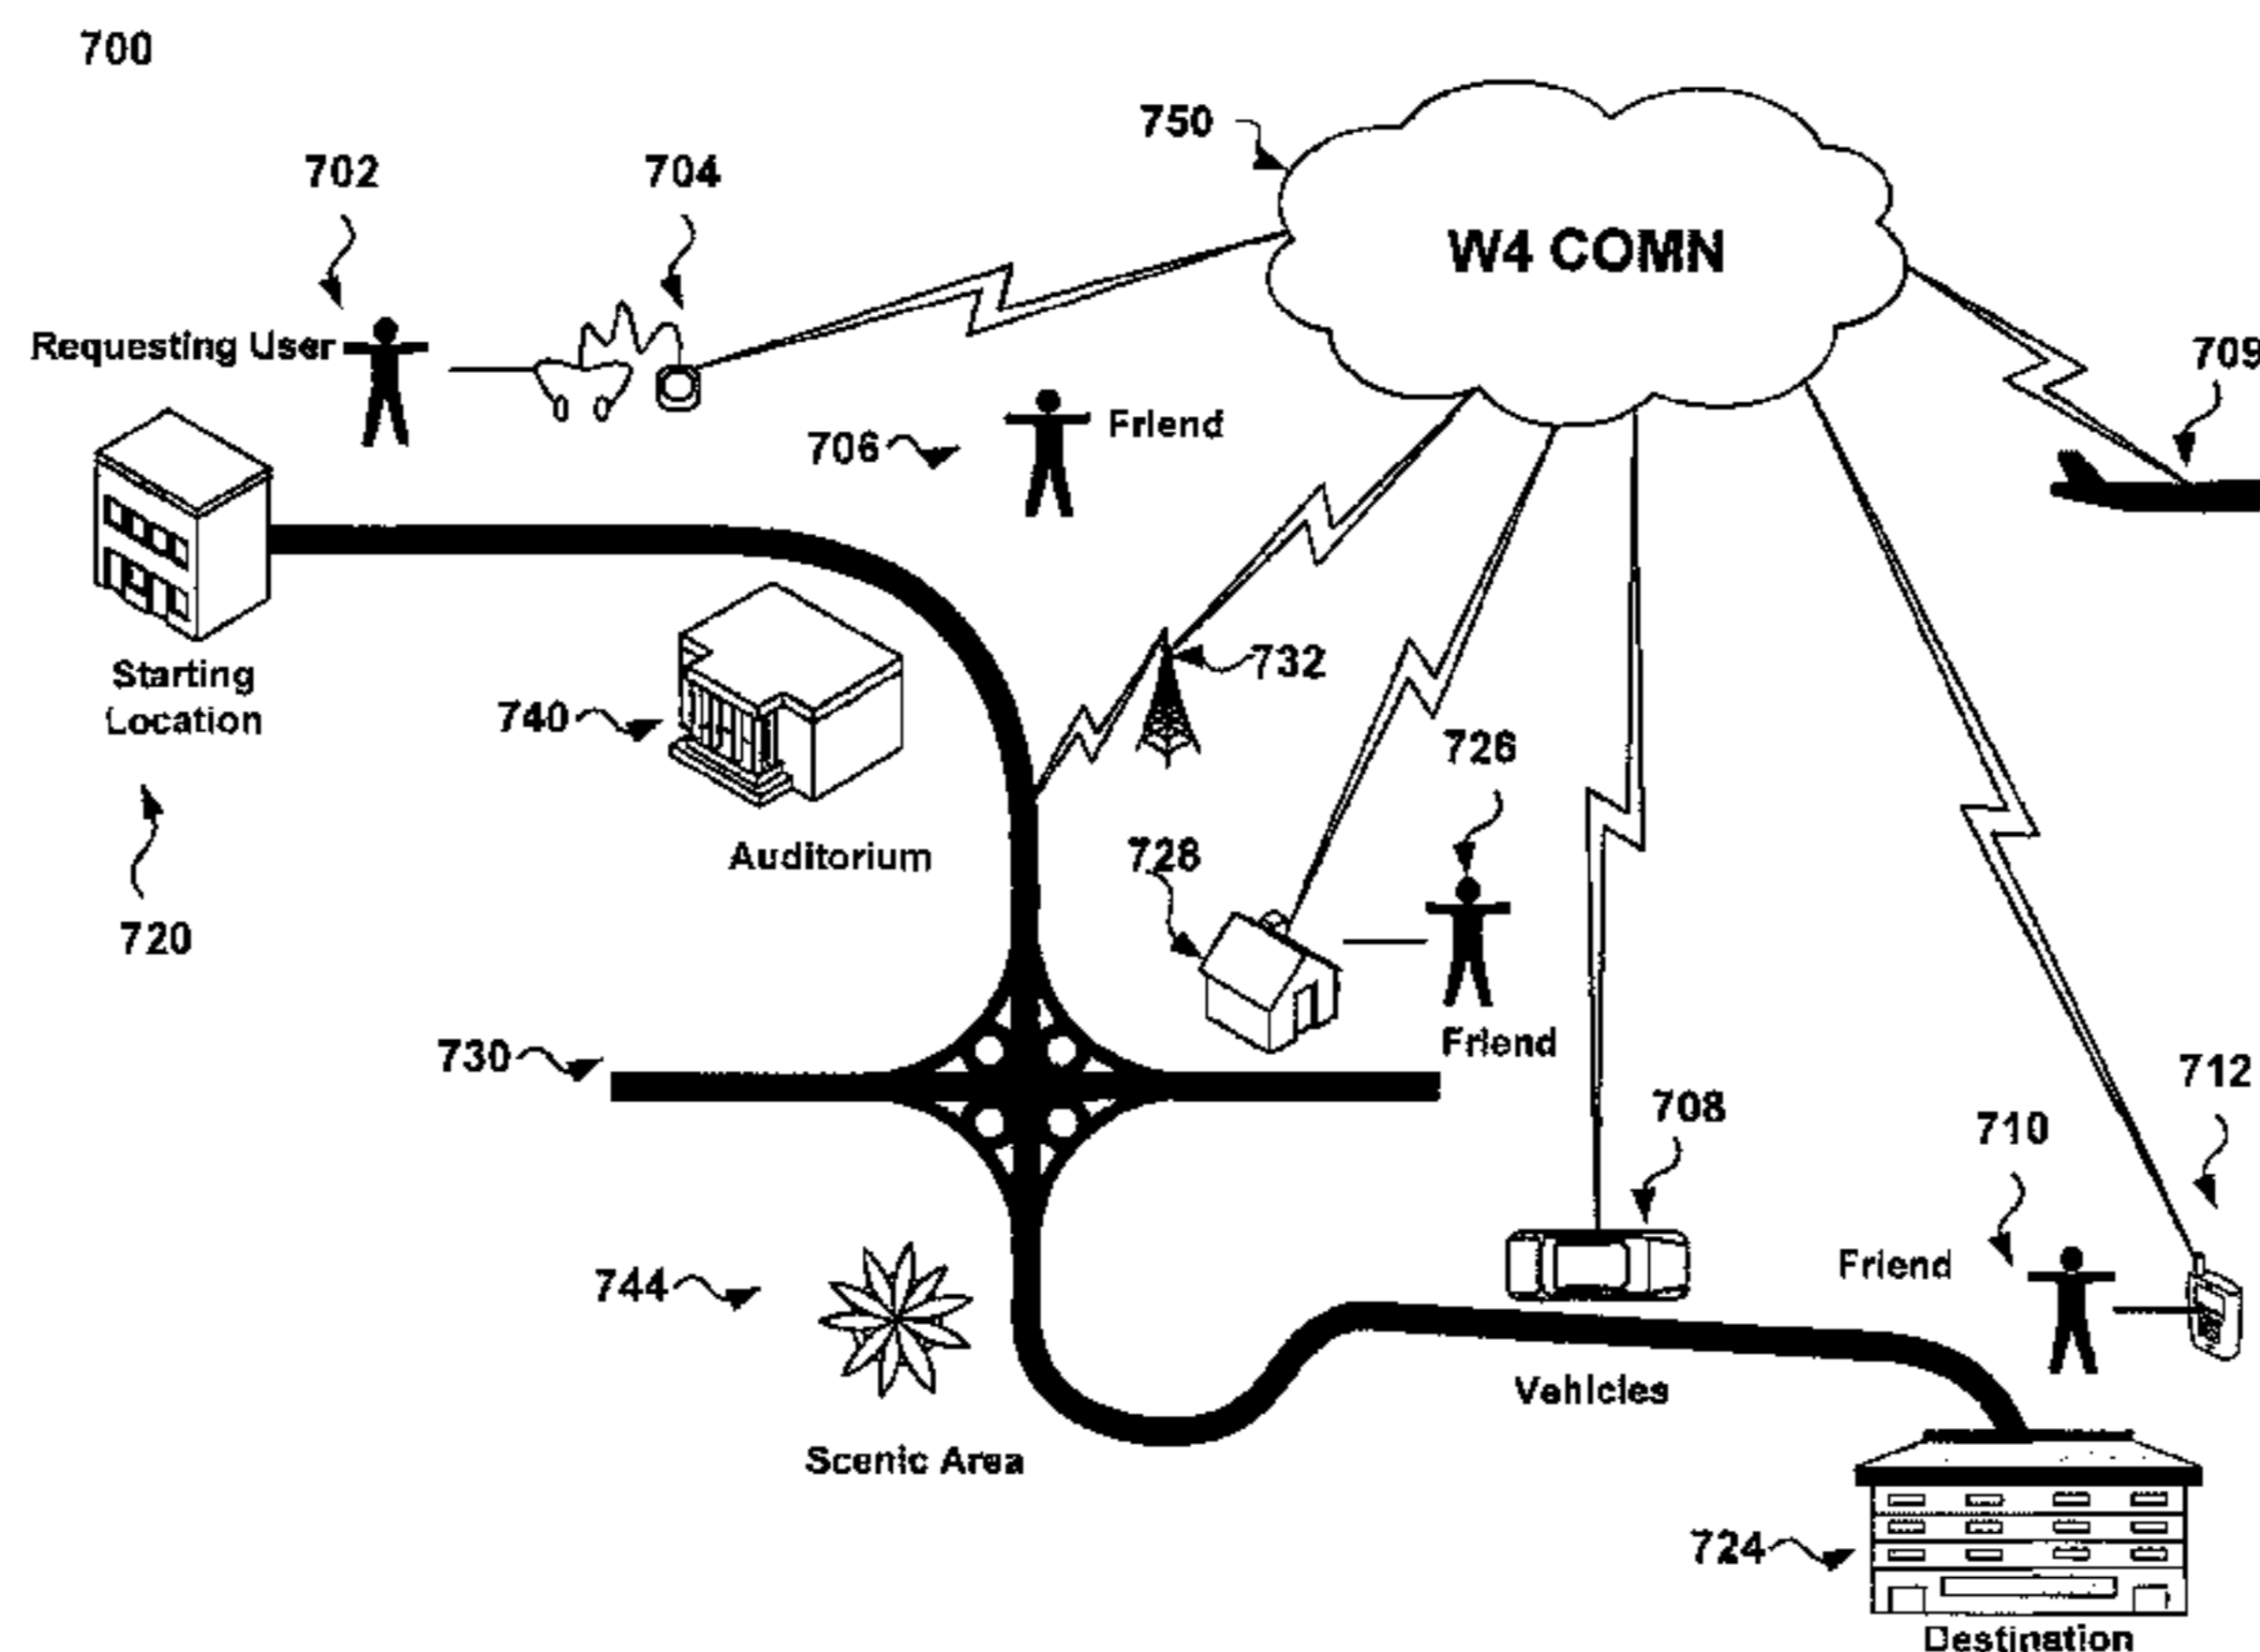 700
750
702
704
W4 COMN
Requesting User
709
706
Friend
732
Starting
Location
740
726
Auditorium
728
720
Friend
730
708
712
710
744
Friend
Vehicles
Scenic Area
724
Destination